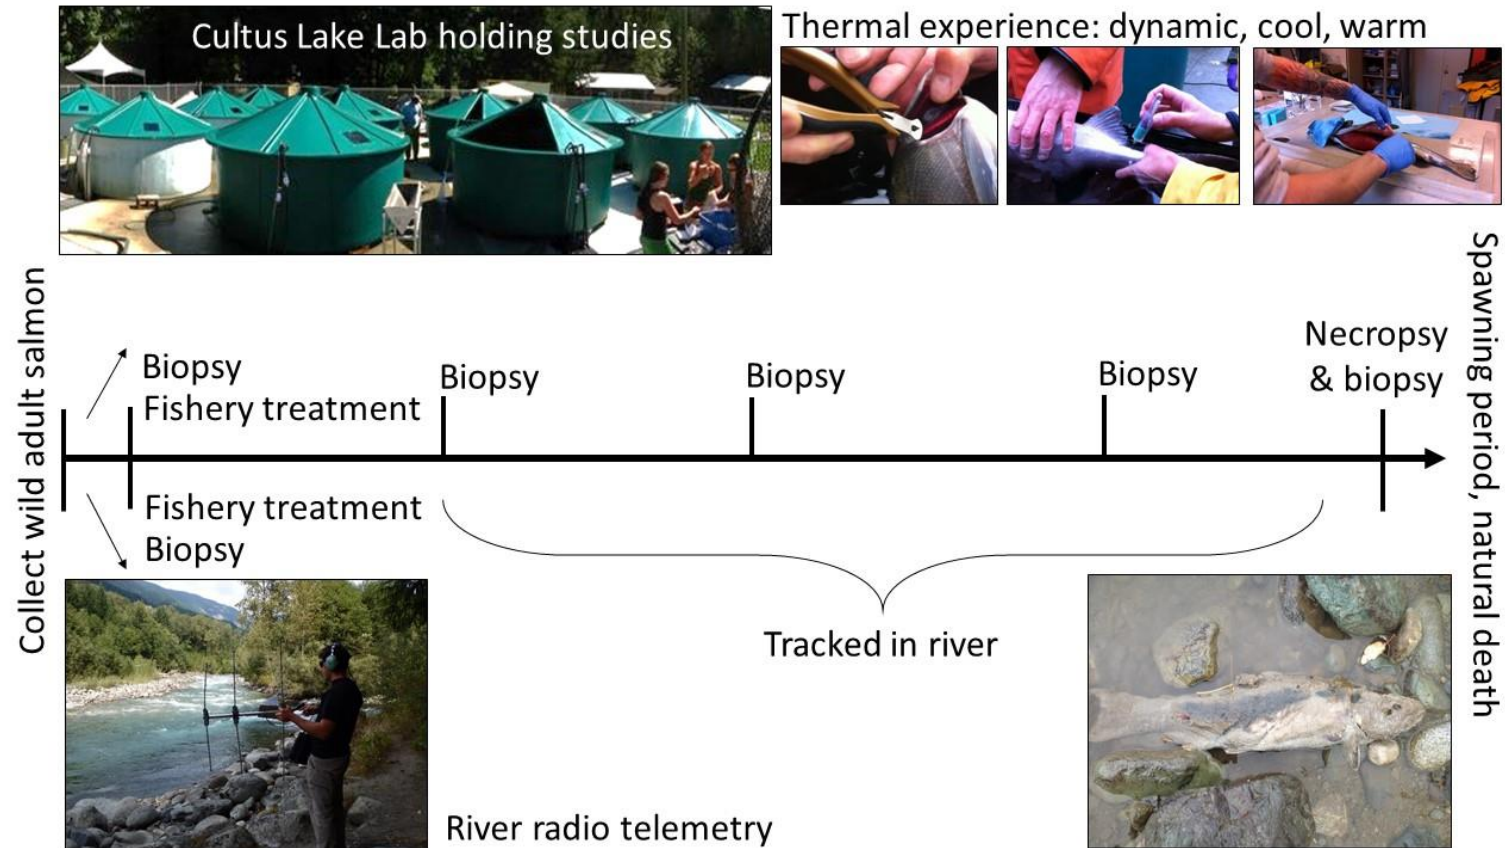 Cultus Lake Lab holding studies
Thermal experience: dynamic, cool, warm
Collect wild adult salmon
Biopsy
Fishery treatment
Biopsy
Biopsy
Biopsy
Necropsy
& biopsy
Spawning period, natural death
Fishery treatment
Biopsy
Tracked in river
River radio telemetry